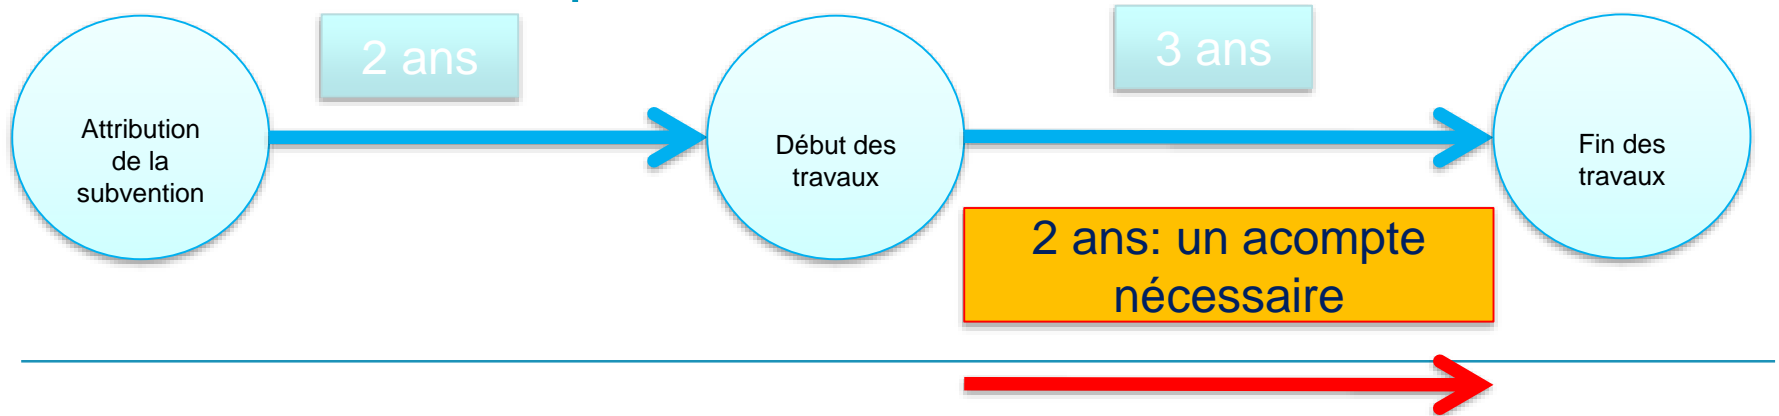 2 ans
3 ans
Attribution
de la
subvention
Début des
travaux
Fin des
travaux
2 ans: un acompte
nécessaire